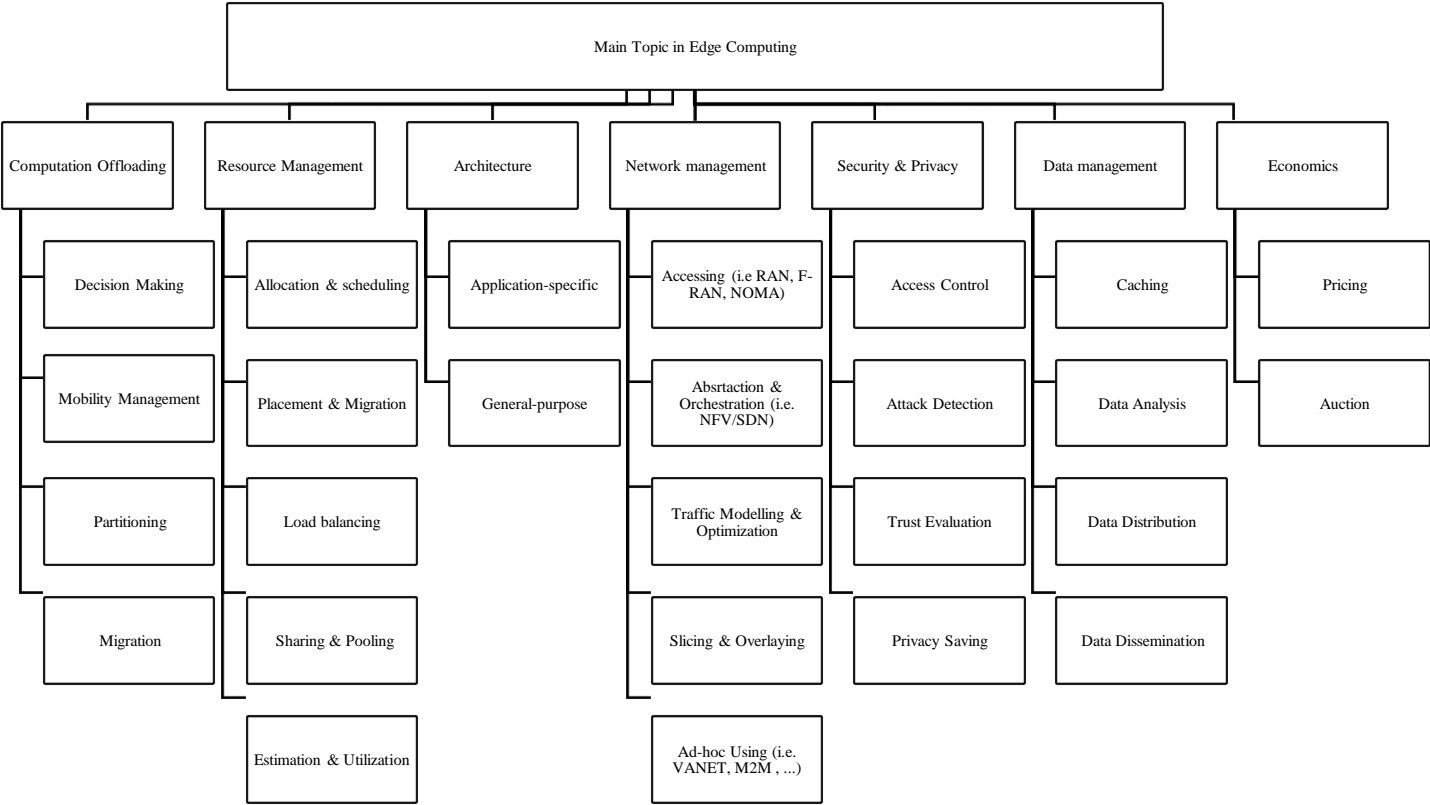 Main Topic in Edge Computing
Computation Offloading
Resource Management
Architecture
Network management
Security & Privacy
Data management
Economics
Decision Making
Mobility Management
Partitioning
Migration
Allocation & scheduling
Placement & Migration
Load balancing
Sharing & Pooling
Estimation & Utilization
Application-specific
General-purpose
Accessing (i.e RAN, F-
RAN, NOMA)
Absrtaction &
Orchestration (i.e.
NFV/SDN)
Traffic Modelling &
Optimization
Slicing & Overlaying
Ad-hoc Using (i.e.
VANET, M2M , ...)
Access Control
Attack Detection
Trust Evaluation
Privacy Saving
Caching
Data Analysis
Data Distribution
Data Dissemination
Pricing
Auction